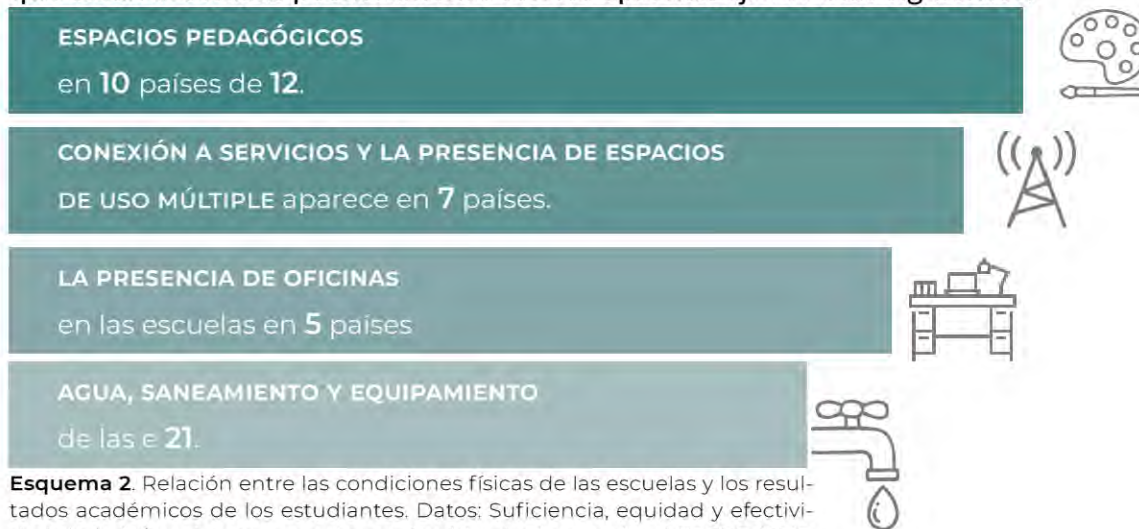 ESPACIOS PEDAGÓGICOS
en 10 países de 12.
CONEXIÓN A SERVICIOS Y LA PRESENCIA DE ESPACIOS
DE USO MÚLTIPLE aparece en 7 países.
LA PRESENCIA DE OFICINAS
en las escuelas en 5 paises
AGUA, SANEAMIENTO Y EQUIPAMIENTO
de las e 21.
Esquema 2. Relación entre las condiciones físicas de las escuelas y los resul-
tados académicos de los estudiantes. Datos: Suficiencia, equidad y efectivi-